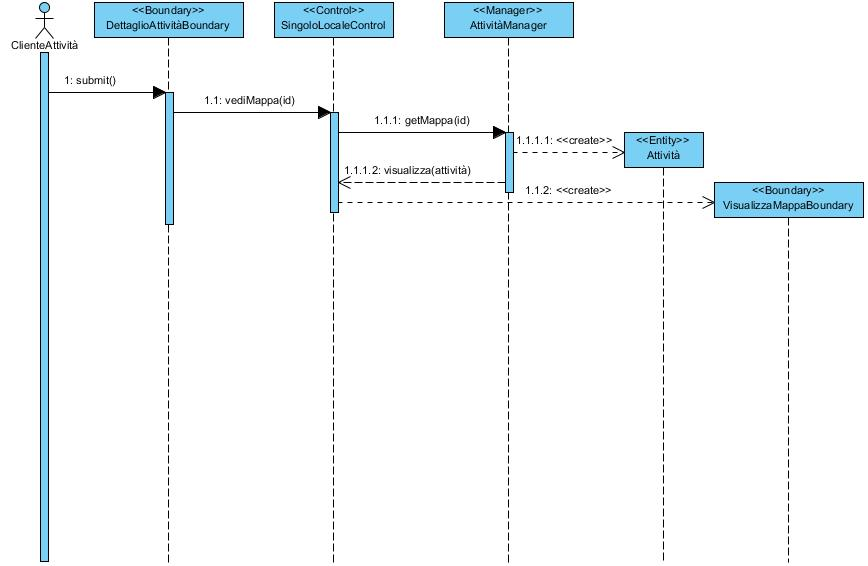 <<Boundary>>
DettaglioAttivitàBoundary
<<Control>>
SingoloLocaleControl
<<Manager>>
AttivitàManager
ClienteAttività
1: submit()
1.1: vediMappa(id)
1.1.1: getMappa(id)
1.1.1.1: <<create>>
<<Entity>>
Attività
1.1.1.2: visualizza(attività)
1.1.2: <<create>>
<<Boundary>>
VisualizzaMappaBoundary